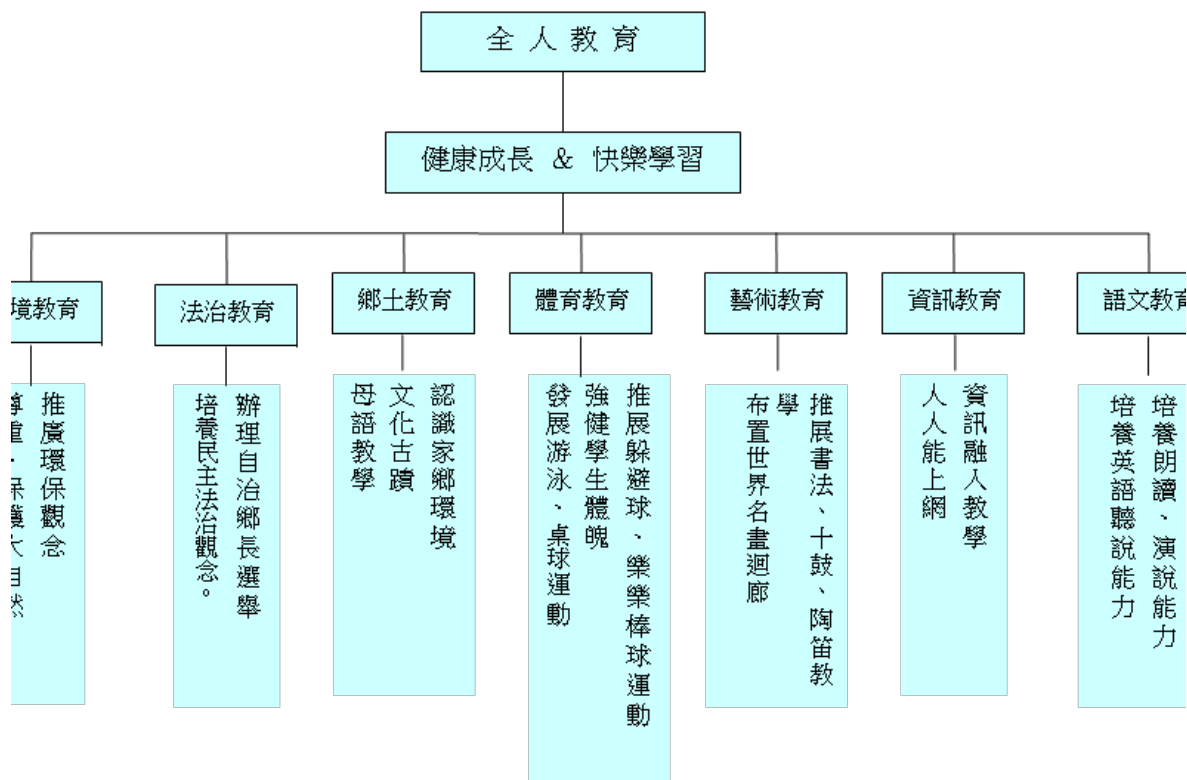 全人教育
健康成長 & 快樂學習
境教育
法治教育
鄉土教育
體育教育
藝術教育
資訊教育
語文教育
推廣環保觀念
尊重、保護大自然
辦理自治鄉長選舉
培養民主法治觀念。
認識家鄉環境
文化古蹟
母語教學
推展躲避球、樂樂棒球運動
強健學生體魄
發展游泳、桌球運動
推展書法、十鼓、陶笛教
學
布置世界名畫迴廊
資訊融入教學
人人能上網
培養朗讀、演說能力
培養英語聽說能力